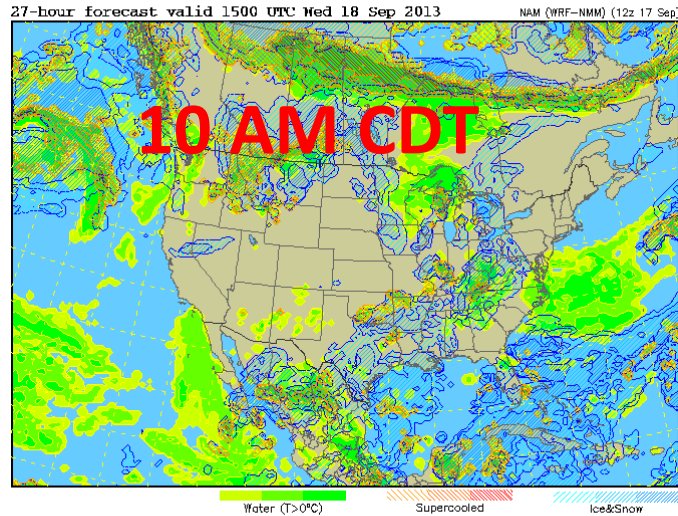 27-hour forecast valid 1500 UTC Wed 18 Sep 2013 NAM (WRF-NMM) (12z 17 Sep)
10 AM CDT
Water (T>0°C) Supercooled Ice&Snow